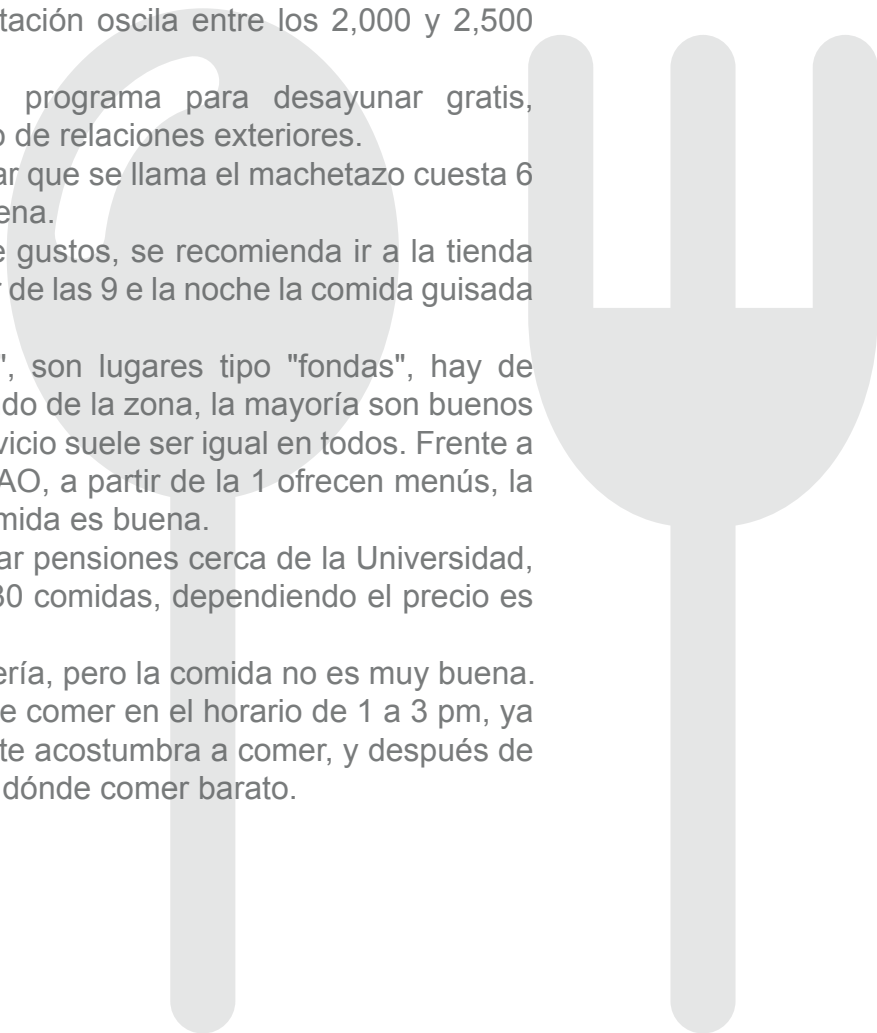 tación oscila entre los 2,000 y 2,500
programa para desayunar gratis,
o de relaciones exteriores.
ar que se llama el machetazo cuesta 6
ena.
e gustos, se recomienda ir a la tienda
r de las 9 e la noche la comida guisada
", son lugares tipo "fondas", hay de
do de la zona, la mayoría son buenos
vicio suele ser igual en todos. Frente a
AO, a partir de la 1 ofrecen menús, la
mida es buena.
ar pensiones cerca de la Universidad,
30 comidas, dependiendo el precio es
ería, pero la comida no es muy buena.
e comer en el horario de 1 a 3 pm, ya
te acostumbra a comer, y después de
dónde comer barato.